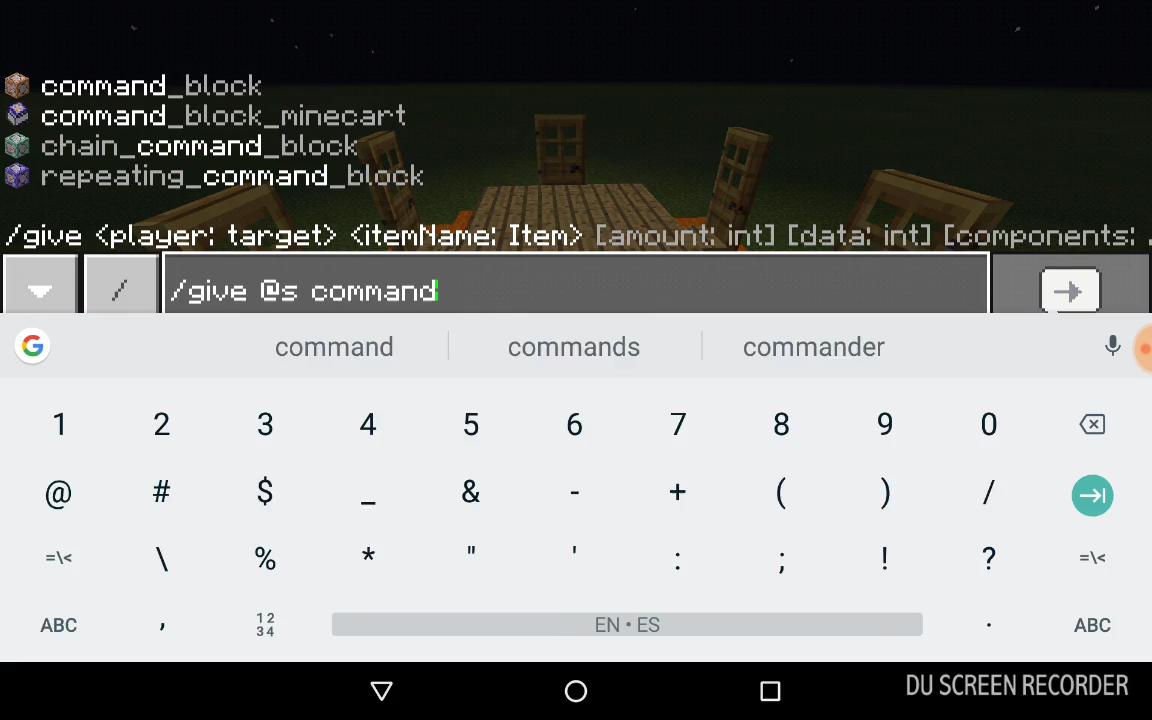 command_block
command_block_minecart
chain_command_block
repeating_command_block
/give <player: target> <itemName: Item> [amount: int] [data: int] [components: .
/ /give @s command
G command commands commander
1 2 3 4 5 6 7 8 9 0
@ # $ _ & - + ( ) /
=\< \ % * " ' : ; ! ? =\<
ABC , 12 34 EN • ES . ABC
DU SCREEN RECORDER